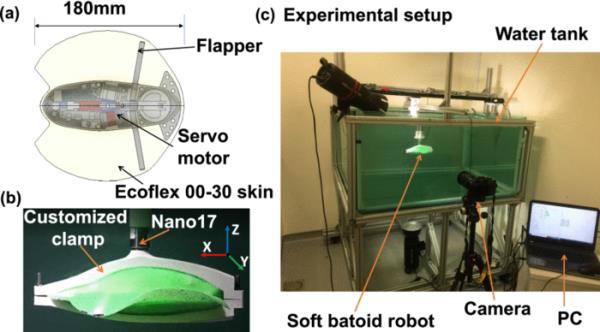 (a)
180mm
Flapper
Servo
motor
Ecoflex 00-30 skin
(b)
Customized
clamp
Nano17
Z
X
Y
(c) Experimental setup
Water tank
Soft batoid robot
Camera
PC